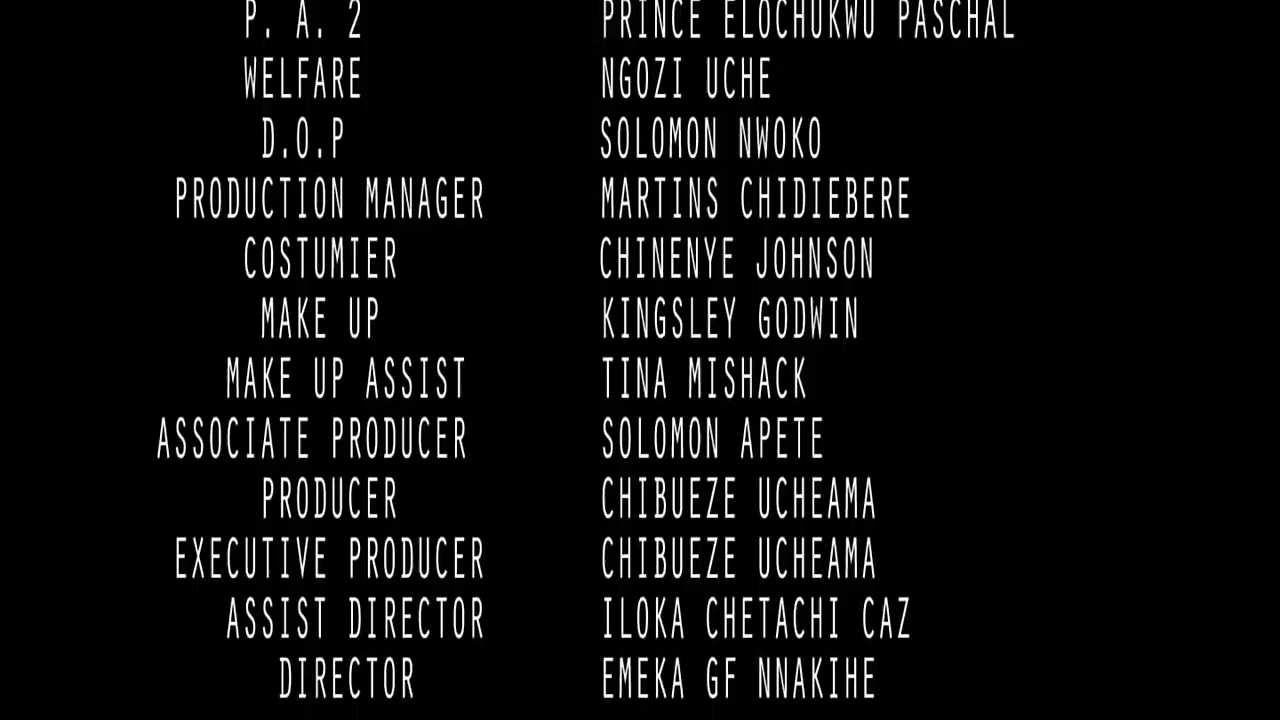 P. A. 2 PRINCE ELOCHUKWU PASCHAL
WELFARE NGOZI UCHE
D.O.P SOLOMON NWOKO
PRODUCTION MANAGER MARTINS CHIDIEBERE
COSTUMIER CHINENYE JOHNSON
MAKE UP KINGSLEY GODWIN
MAKE UP ASSIST TINA MISHACK
ASSOCIATE PRODUCER SOLOMON APETE
PRODUCER CHIBUEZE UCHEAMA
EXECUTIVE PRODUCER CHIBUEZE UCHEAMA
ASSIST DIRECTOR ILOKA CHETACHI CAZ
DIRECTOR EMEKA GF NNAKIHE